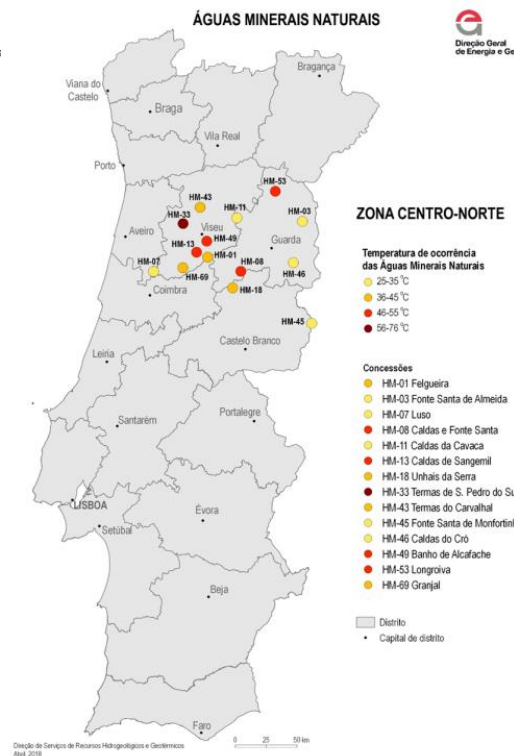 ÁGUAS MINERAIS NATURAIS
Direção Geral
de Energia e Ge
Bragança
Viana do
Castelo
Braga
Vila Real
Porto
HM-53
HM-43
HM-11
HM-03
HM-33
Viseu
Aveiro
HM-49
Guarda
HM-13
HM-01
HM-07
HM-08
HM-46
HM-69
HM-18
Coimbra
HM-45
Castelo Branco
Leiria
Santarém
Portalegre
LISBOA
Évora
Setúbal
Beja
Faro
ZONA CENTRO-NORTE
Temperatura de ocorrência
das Águas Minerais Naturais
25-35 °C
36-45 °C
46-55 °C
56-76 °C
Concessões
HM-01 Felgueira
HM-03 Fonte Santa de Almeida
HM-07 Luso
HM-08 Caldas e Fonte Santa
HM-11 Caldas da Cavaca
HM-13 Caldas de Sangemil
HM-18 Unhais da Serra
HM-33 Termas de S. Pedro do Su
HM-43 Termas do Carvalhal
HM-45 Fonte Santa de Monfortinh
HM-46 Caldas do Cró
HM-49 Banho de Alcafache
HM-53 Longroiva
HM-69 Granjal
Distrito
Capital de distrito
0 25 50 km
Direção de Serviços de Recursos Hidrogeológicos e Geotérmicos
Abril, 2018